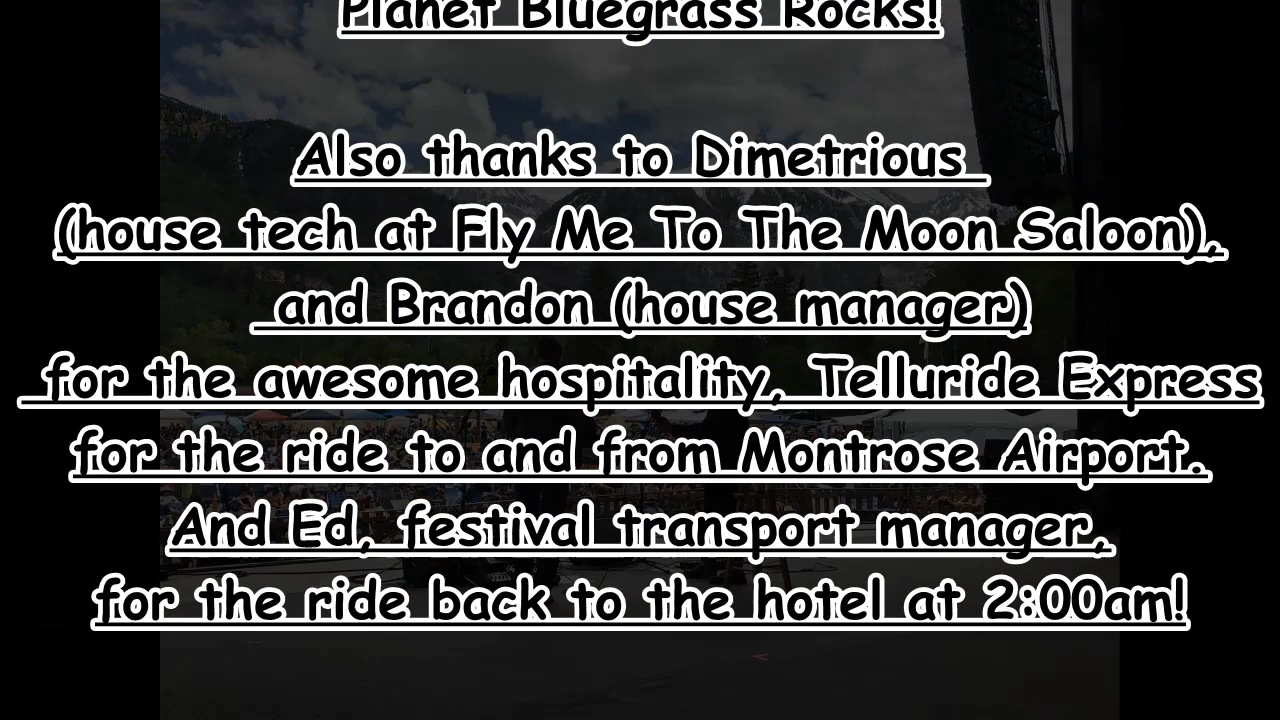 Planet Bluegrass Rocks!
Also thanks to Dimetrious
(house tech at Fly Me To The Moon Saloon),
and Brandon (house manager)
for the awesome hospitality, Telluride Express
for the ride to and from Montrose Airport.
And Ed, festival transport manager,
for the ride back to the hotel at 2:00am!